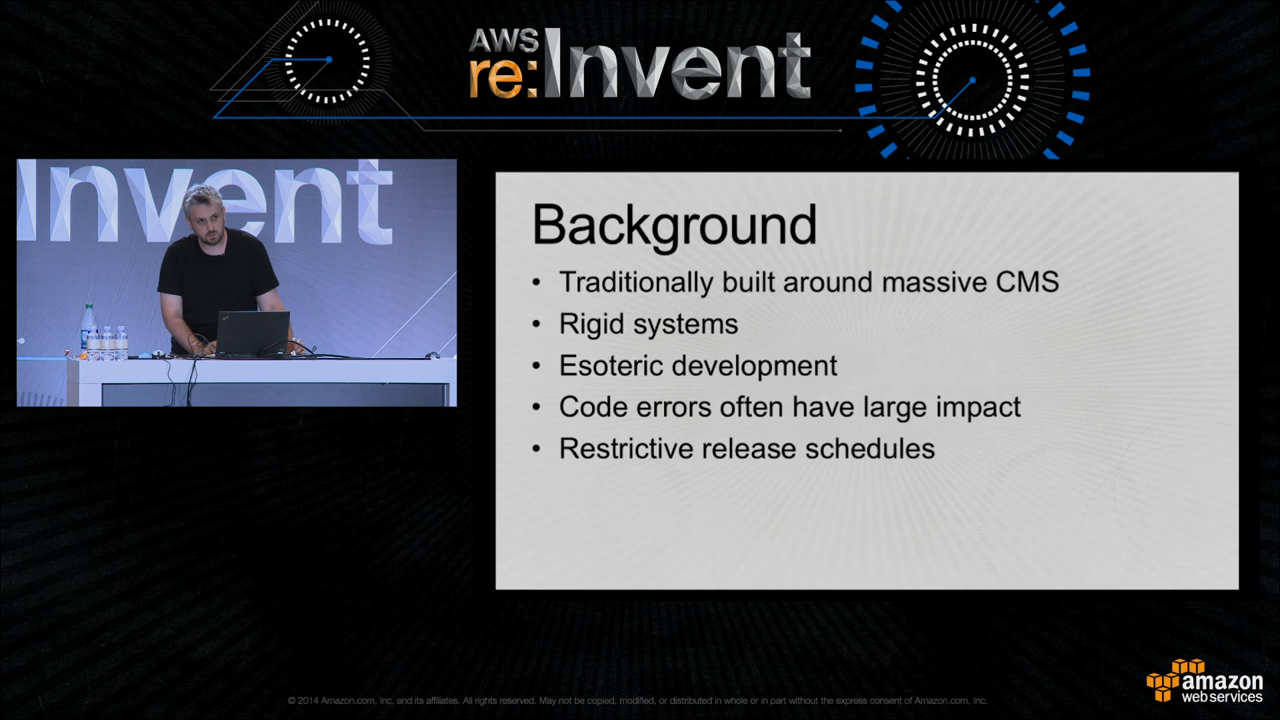 AWS
re:Invent
Invent
Background
• Traditionally built around massive CMS
• Rigid systems
• Esoteric development
• Code errors often have large impact
• Restrictive release schedules
amazon
web services
© 2014 Amazon.com, Inc. and its affiliates. All rights reserved. May not be copied, modified, or distributed in whole or in part without the express consent of Amazon.com, Inc.